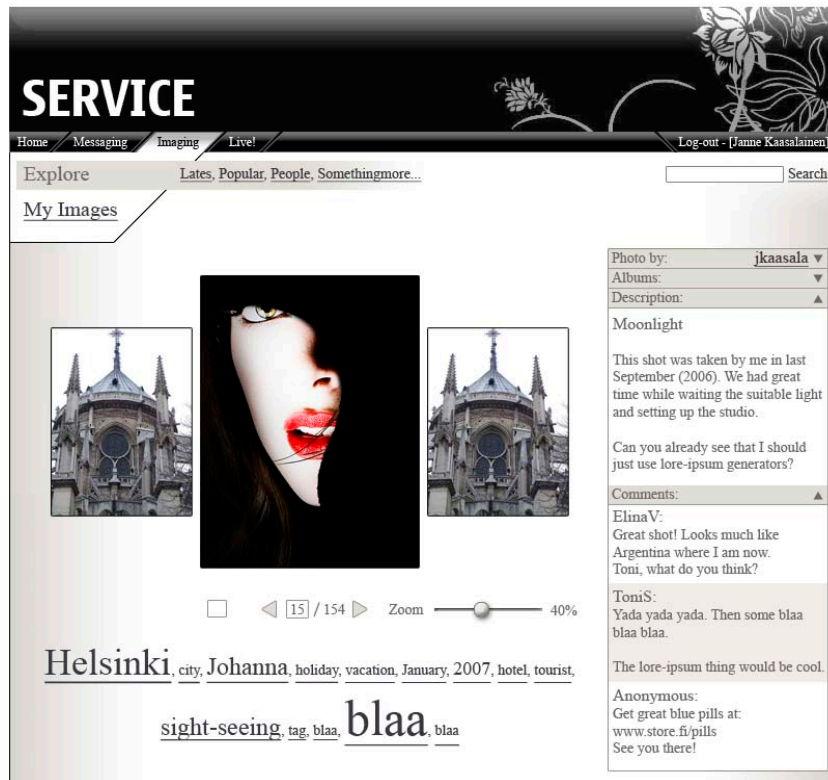 SERVICE
Home Messaging Imaging Live! Log-out - [Janne Kaasalainen]
Explore Lates, Popular, People, Somethingmore... Search
My Images
Photo by: jkaasala
Albums:
Description:
Moonlight
This shot was taken by me in last
September (2006). We had great
time while waiting the suitable light
and setting up the studio.
Can you already see that I should
just use lore-ipsum generators?
Comments:
ElinaV:
Great shot! Looks much like
Argentina where I am now.
Toni, what do you think?
ToniS:
Yada yada yada. Then some blaa
blaa blaa.
The lore-ipsum thing would be cool.
Anonymous:
Get great blue pills at:
www.store.fi/pills
See you there!
15 / 154 Zoom 40%
Helsinki, city, Johanna, holiday, vacation, January, 2007, hotel, tourist,
sight-seeing, tag, blaa, blaa, blaa